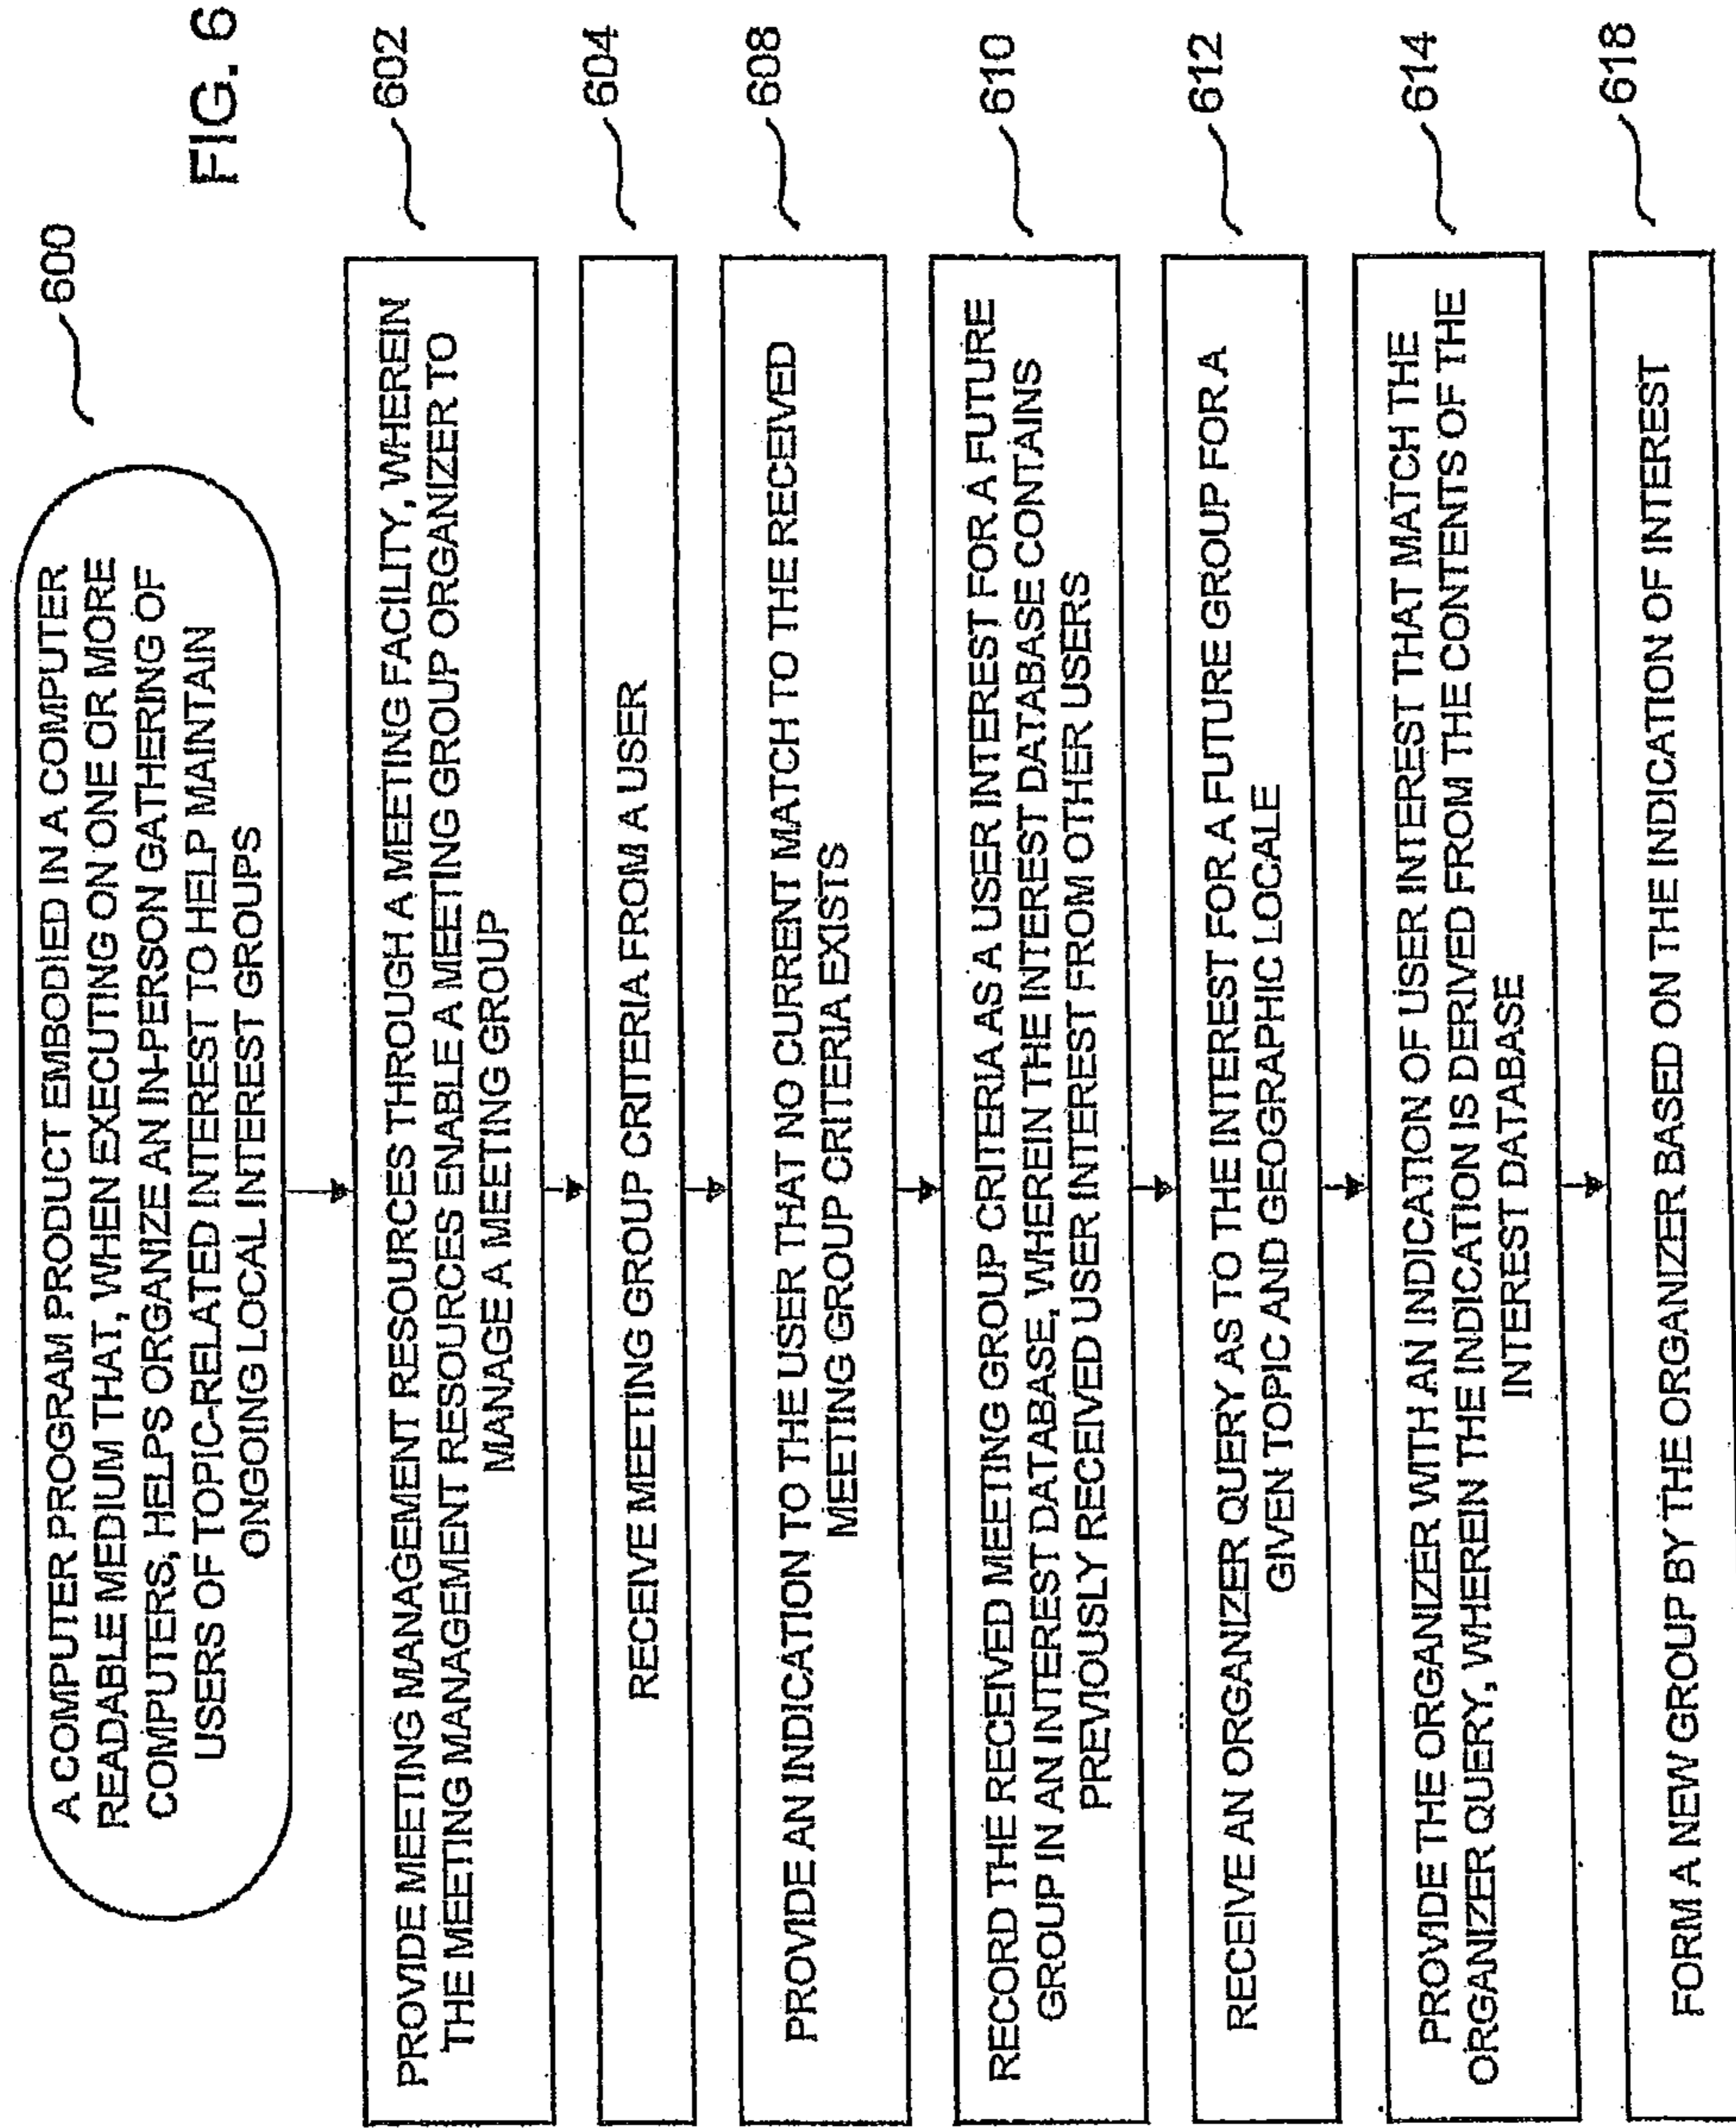 FIG. 6
600
A COMPUTER PROGRAM PRODUCT EMBODIED IN A COMPUTER
READABLE MEDIUM THAT, WHEN EXECUTING ON ONE OR MORE
COMPUTERS, HELPS ORGANIZE AN IN-PERSON GATHERING OF
USERS OF TOPIC-RELATED INTEREST TO HELP MAINTAIN
ONGOING LOCAL INTEREST GROUPS
602
PROVIDE MEETING MANAGEMENT RESOURCES THROUGH A MEETING FACILITY, WHEREIN
THE MEETING MANAGEMENT RESOURCES ENABLE A MEETING GROUP ORGANIZER TO
MANAGE A MEETING GROUP
604
RECEIVE MEETING GROUP CRITERIA FROM A USER
608
PROVIDE AN INDICATION TO THE USER THAT NO CURRENT MATCH TO THE RECEIVED
MEETING GROUP CRITERIA EXISTS
610
RECORD THE RECEIVED MEETING GROUP CRITERIA AS A USER INTEREST FOR A FUTURE
GROUP IN AN INTEREST DATABASE, WHEREIN THE INTEREST DATABASE CONTAINS
PREVIOUSLY RECEIVED USER INTEREST FROM OTHER USERS
612
RECEIVE AN ORGANIZER QUERY AS TO THE INTEREST FOR A FUTURE GROUP FOR A
GIVEN TOPIC AND GEOGRAPHIC LOCALE
614
PROVIDE THE ORGANIZER WITH AN INDICATION OF USER INTEREST THAT MATCH THE
ORGANIZER QUERY, WHEREIN THE INDICATION IS DERIVED FROM THE CONTENTS OF THE
INTEREST DATABASE
618
FORM A NEW GROUP BY THE ORGANIZER BASED ON THE INDICATION OF INTEREST